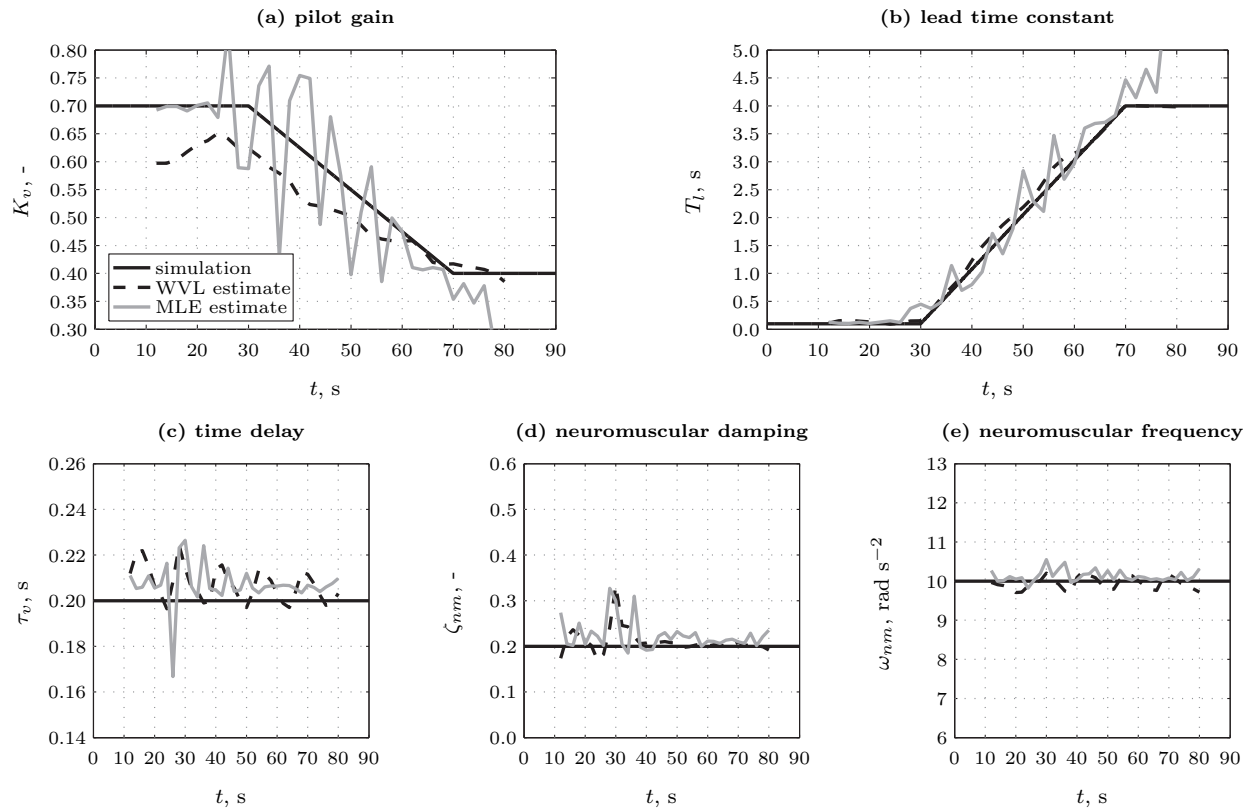 (a) pilot gain
0.80
0.75
0.70
0.65
0.60
0.55
0.50
0.45
0.40
0.35
0.30
K_v, -
simulation
WVL estimate
MLE estimate
0 10 20 30 40 50 60 70 80 90
t, s
(b) lead time constant
5.0
4.5
4.0
3.5
3.0
2.5
2.0
1.5
1.0
0.5
0.0
T_l, s
0 10 20 30 40 50 60 70 80 90
t, s
(c) time delay
0.26
0.24
0.22
0.20
0.18
0.16
0.14
τ_v, s
0 10 20 30 40 50 60 70 80 90
t, s
(d) neuromuscular damping
0.6
0.5
0.4
0.3
0.2
0.1
0.0
ζ_{nm}, -
0 10 20 30 40 50 60 70 80 90
t, s
(e) neuromuscular frequency
13
12
11
10
9
8
7
6
ω_{nm}, rad s^{−2}
0 10 20 30 40 50 60 70 80 90
t, s